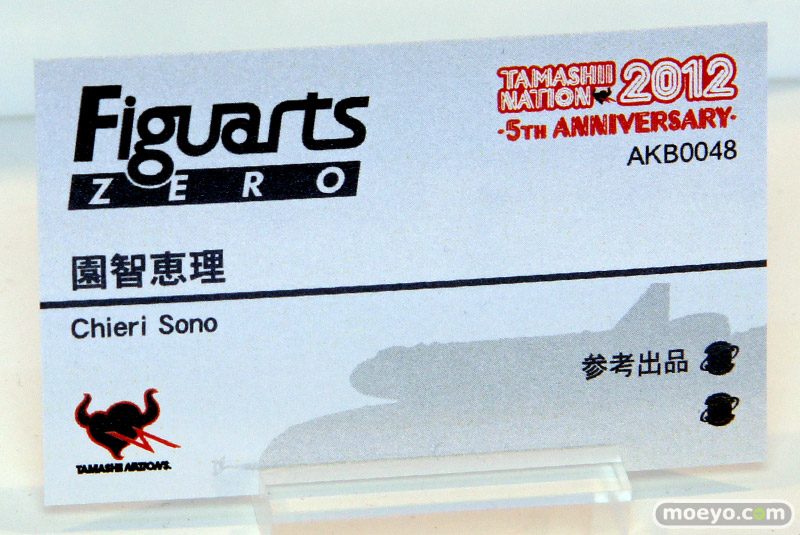 Figuarts
ZERO
TAMASHII
NATION 2012
·5TH ANNIVERSARY·
AKB0048
園智恵理
Chieri Sono
参考出品
TAMASHII NATIONS.
moeyo.com